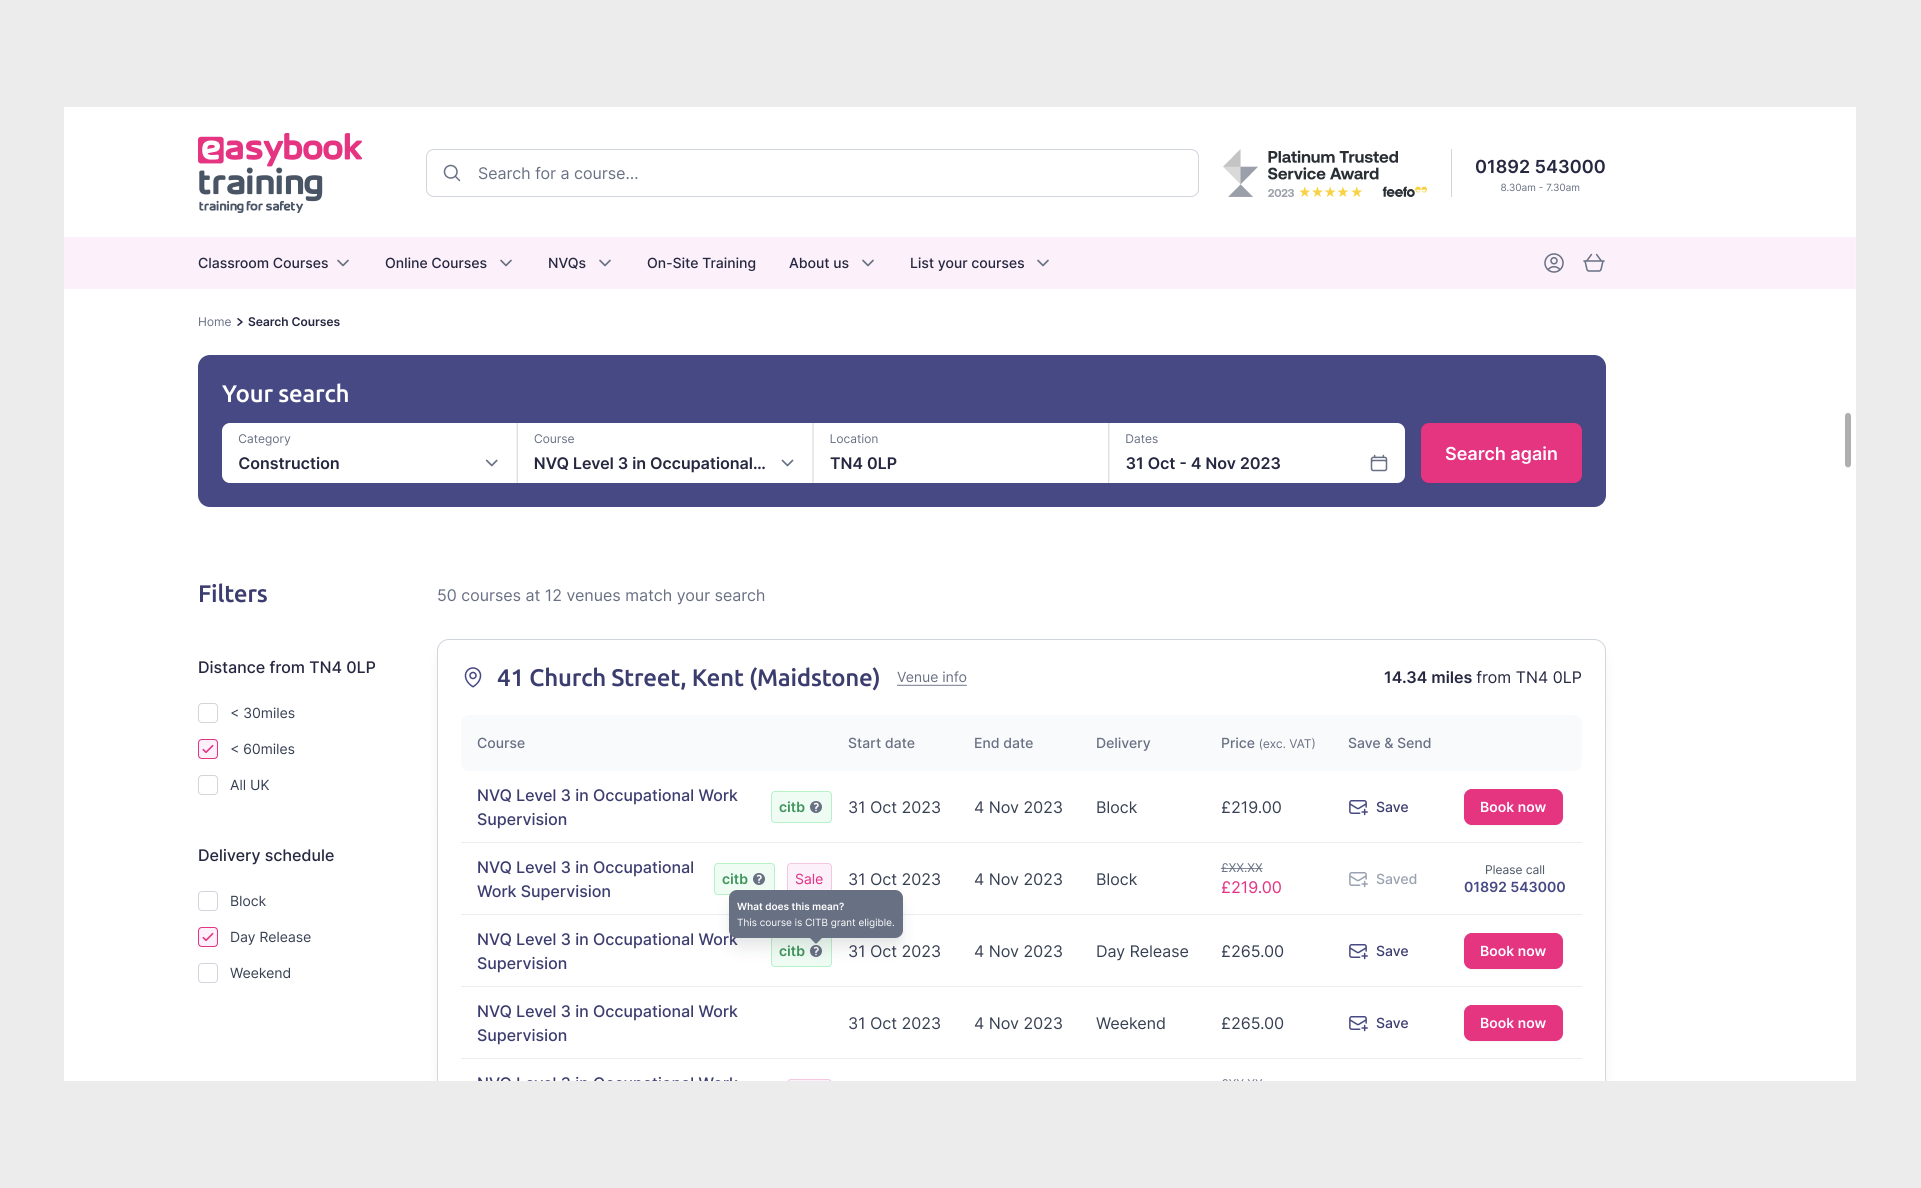 easybook
training
training for safety
Search for a course...
Platinum Trusted
Service Award
2023
feefo
01892 543000
8.30am - 7.30am
Classroom Courses
Online Courses
NVQs
On-Site Training
About us
List your courses
Home > Search Courses
Your search
Category
Construction
Course
NVQ Level 3 in Occupational...
Location
TN4 0LP
Dates
31 Oct - 4 Nov 2023
Search again
Filters
50 courses at 12 venues match your search
Distance from TN4 0LP
< 30miles
< 60miles
All UK
Delivery schedule
Block
Day Release
Weekend
41 Church Street, Kent (Maidstone)
Venue info
14.34 miles from TN4 0LP
Course
Start date
End date
Delivery
Price (exc. VAT)
Save & Send
NVQ Level 3 in Occupational Work
Supervision
citb ?
31 Oct 2023
4 Nov 2023
Block
£219.00
Save
Book now
NVQ Level 3 in Occupational
Work Supervision
citb ?
Sale
31 Oct 2023
4 Nov 2023
Block
£XX.XX
£219.00
Saved
Please call
01892 543000
What does this mean?
This course is CITB grant eligible.
NVQ Level 3 in Occupational Work
Supervision
citb ?
31 Oct 2023
4 Nov 2023
Day Release
£265.00
Save
Book now
NVQ Level 3 in Occupational Work
Supervision
31 Oct 2023
4 Nov 2023
Weekend
£265.00
Save
Book now
NVQ Level 3 in Occupational Work